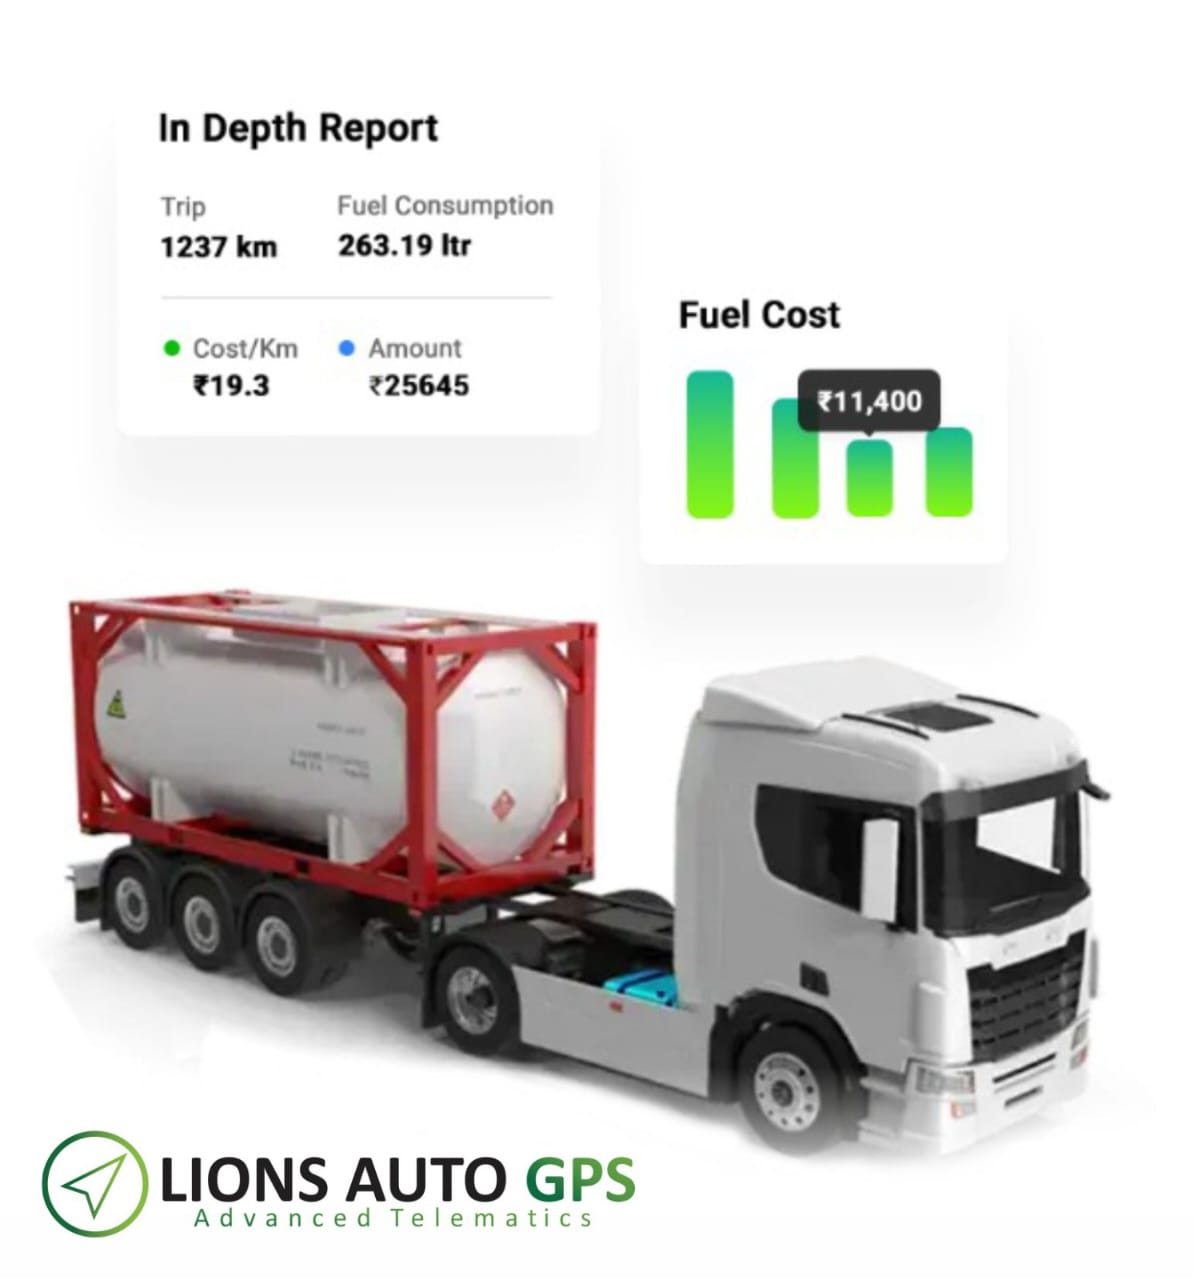 In Depth Report
Trip
Fuel Consumption
1237 km
263.19 ltr
Cost/Km
Amount
₹19.3
₹25645
Fuel Cost
₹11,400
LIONS AUTO GPS
Advanced Telematics